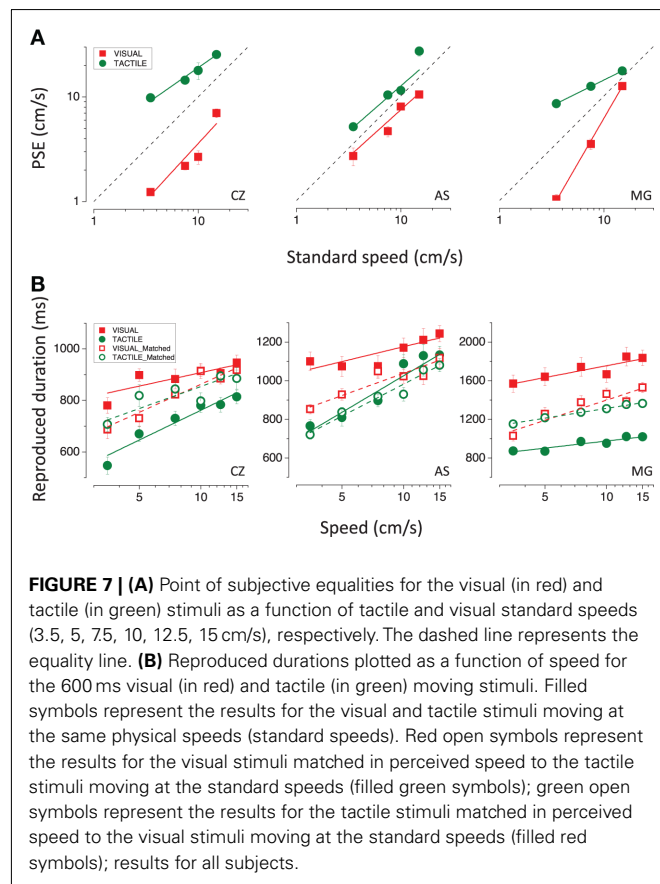 A
VISUAL
TACTILE
PSE (cm/s)
10
1
1 10
CZ
1 10
AS
1 10
MG
Standard speed (cm/s)
B
Reproduced duration (ms)
VISUAL
TACTILE
VISUAL_Matched
TACTILE_Matched
1000
800
600
5 10 15
CZ
1200
1000
800
600
5 10 15
AS
2000
1600
1200
800
5 10 15
MG
Speed (cm/s)
FIGURE 7 | (A) Point of subjective equalities for the visual (in red) and
tactile (in green) stimuli as a function of tactile and visual standard speeds
(3.5, 5, 7.5, 10, 12.5, 15 cm/s), respectively. The dashed line represents the
equality line. (B) Reproduced durations plotted as a function of speed for
the 600 ms visual (in red) and tactile (in green) moving stimuli. Filled
symbols represent the results for the visual and tactile stimuli moving at
the same physical speeds (standard speeds). Red open symbols represent
the results for the visual stimuli matched in perceived speed to the tactile
stimuli moving at the standard speeds (filled green symbols); green open
symbols represent the results for the tactile stimuli matched in perceived
speed to the visual stimuli moving at the standard speeds (filled red
symbols); results for all subjects.